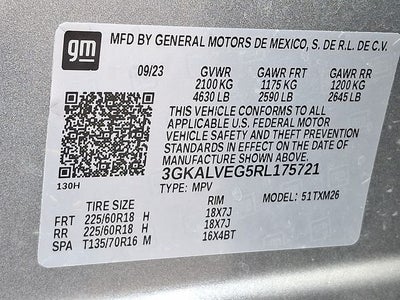 gm
MFD BY GENERAL MOTORS DE MEXICO, S. DE R.L. DE C.V.
09/23 GVWR GAWR FRT GAWR RR
2100 KG 1175 KG 1200 KG
4630 LB 2590 LB 2645 LB
THIS VEHICLE CONFORMS TO ALL
APPLICABLE U.S. FEDERAL MOTOR
VEHICLE SAFETY AND THEFT PREVENTION
STANDARDS IN EFFECT ON THE DATE OF
MANUFACTURE SHOWN ABOVE.
3GKALVEG5RL175721
130H TYPE: MPV MODEL: 51TXM26
TIRE SIZE RIM
FRT 225/60R18 H 18X7J
RR 225/60R18 H 18X7J
SPA T135/70R16 M 16X4BT